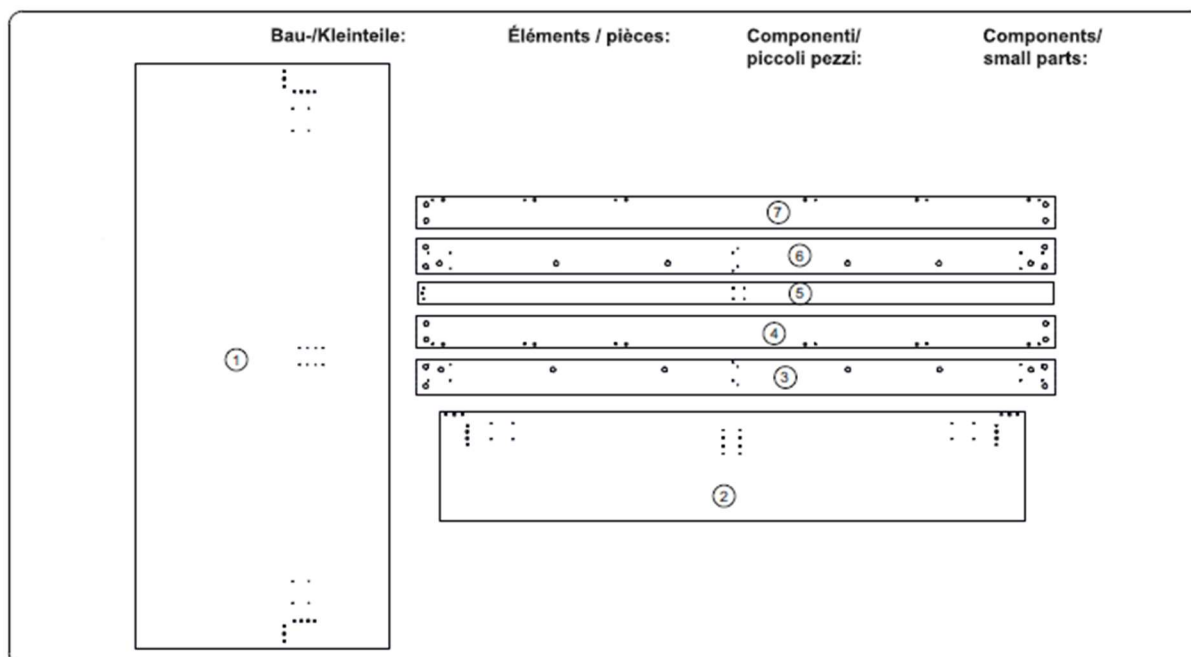 Bau-/Kleinteile:
Éléments / pièces:
Componenti/
piccoli pezzi:
Components/
small parts:
7
6
5
4
3
1
2